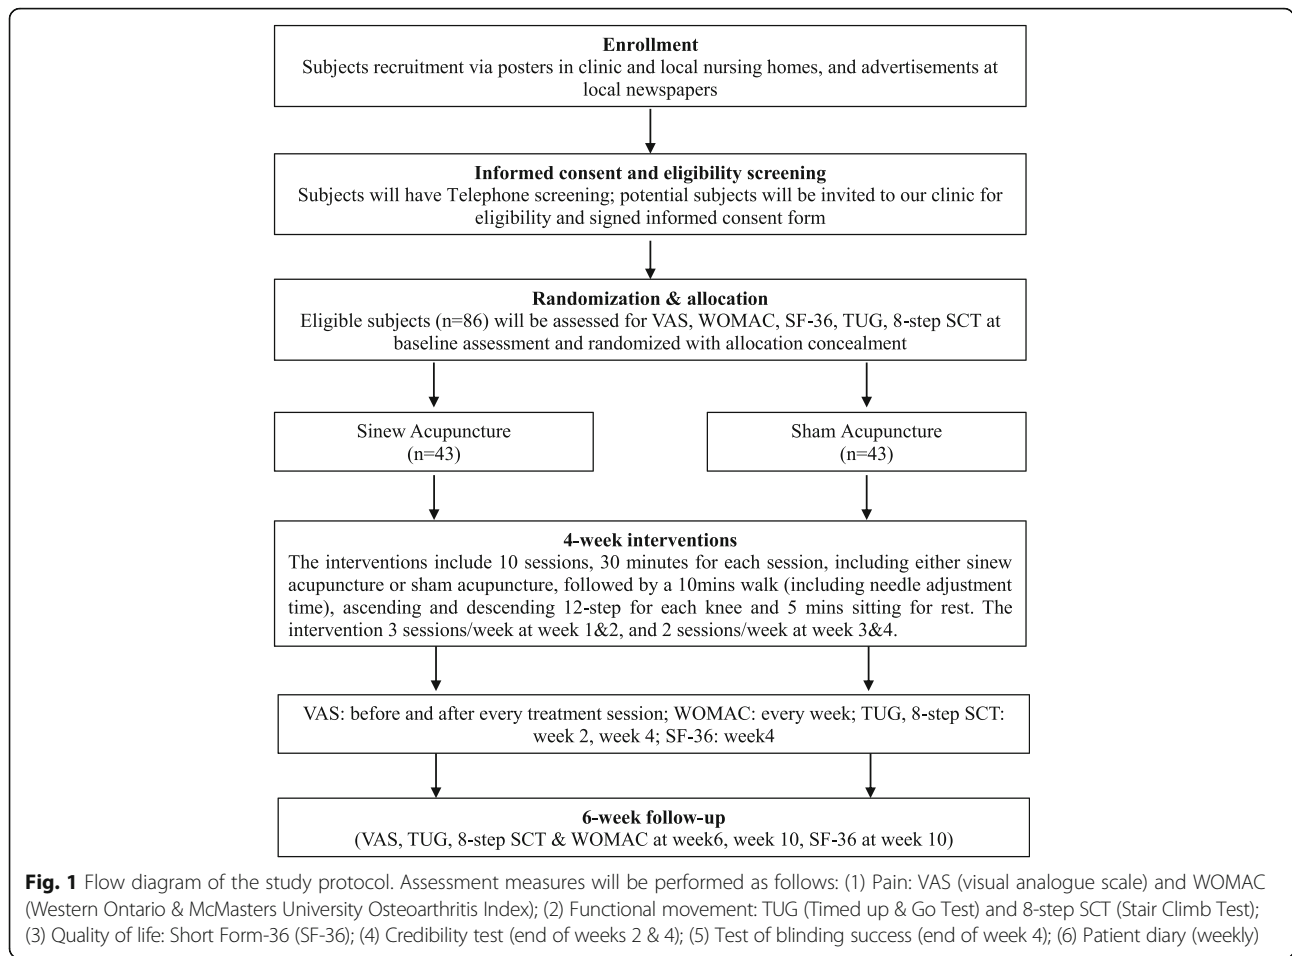 Enrollment
Subjects recruitment via posters in clinic and local nursing homes, and advertisements at
local newspapers
Informed consent and eligibility screening
Subjects will have Telephone screening; potential subjects will be invited to our clinic for
eligibility and signed informed consent form
Randomization & allocation
Eligible subjects (n=86) will be assessed for VAS, WOMAC, SF-36, TUG, 8-step SCT at
baseline assessment and randomized with allocation concealment
Sinew Acupuncture
(n=43)
Sham Acupuncture
(n=43)
4-week interventions
The interventions include 10 sessions, 30 minutes for each session, including either sinew
acupuncture or sham acupuncture, followed by a 10mins walk (including needle adjustment
time), ascending and descending 12-step for each knee and 5 mins sitting for rest. The
intervention 3 sessions/week at week 1&2, and 2 sessions/week at week 3&4.
VAS: before and after every treatment session; WOMAC: every week; TUG, 8-step SCT:
week 2, week 4; SF-36: week4
6-week follow-up
(VAS, TUG, 8-step SCT & WOMAC at week6, week 10, SF-36 at week 10)
Fig. 1 Flow diagram of the study protocol. Assessment measures will be performed as follows: (1) Pain: VAS (visual analogue scale) and WOMAC
(Western Ontario & McMasters University Osteoarthritis Index); (2) Functional movement: TUG (Timed up & Go Test) and 8-step SCT (Stair Climb Test);
(3) Quality of life: Short Form-36 (SF-36); (4) Credibility test (end of weeks 2 & 4); (5) Test of blinding success (end of week 4); (6) Patient diary (weekly)